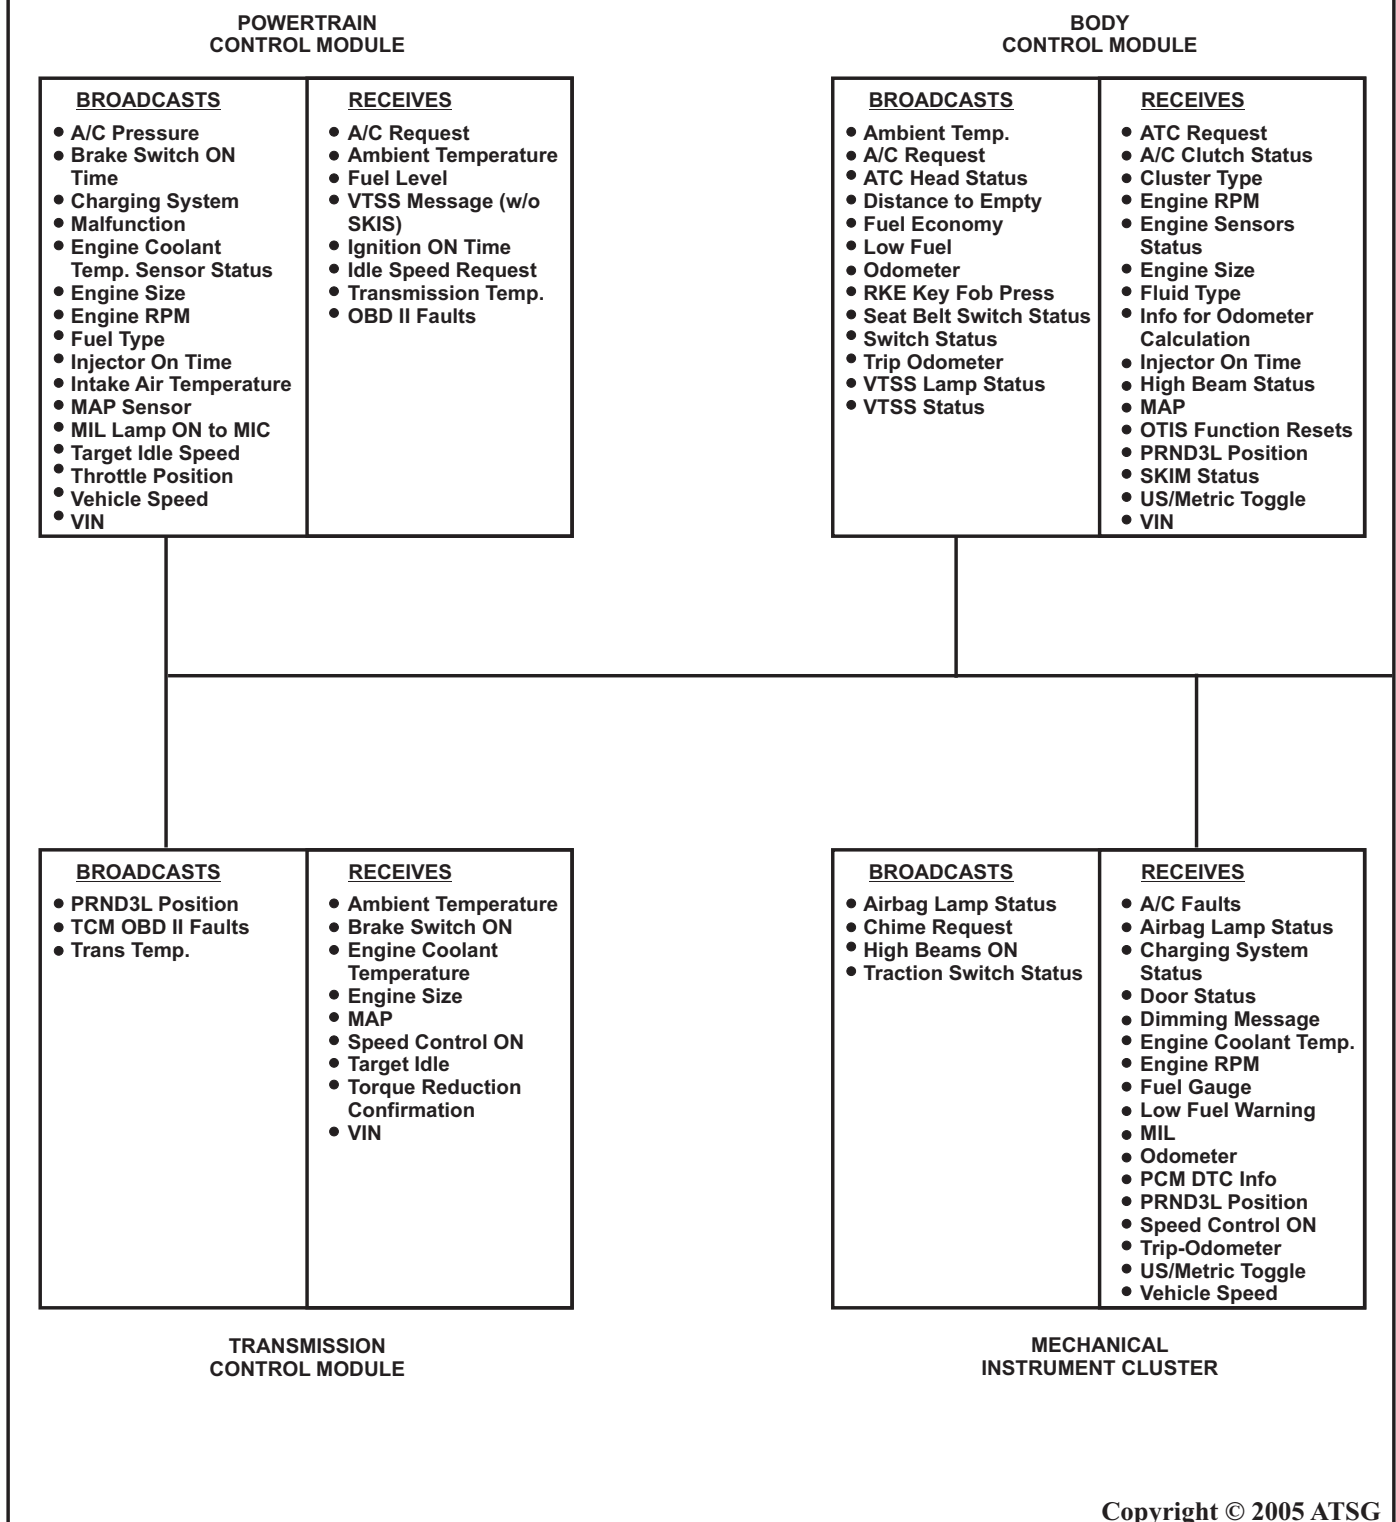 POWERTRAIN
CONTROL MODULE
BROADCASTS
● A/C Pressure
● Brake Switch ON
Time
● Charging System
● Malfunction
● Engine Coolant
Temp. Sensor Status
● Engine Size
● Engine RPM
● Fuel Type
● Injector On Time
● Intake Air Temperature
● MAP Sensor
● MIL Lamp ON to MIC
● Target Idle Speed
● Throttle Position
● Vehicle Speed
● VIN
RECEIVES
● A/C Request
● Ambient Temperature
● Fuel Level
● VTSS Message (w/o
SKIS)
● Ignition ON Time
● Idle Speed Request
● Transmission Temp.
● OBD II Faults
BODY
CONTROL MODULE
BROADCASTS
● Ambient Temp.
● A/C Request
● ATC Head Status
● Distance to Empty
● Fuel Economy
● Low Fuel
● Odometer
● RKE Key Fob Press
● Seat Belt Switch Status
● Switch Status
● Trip Odometer
● VTSS Lamp Status
● VTSS Status
RECEIVES
● ATC Request
● A/C Clutch Status
● Cluster Type
● Engine RPM
● Engine Sensors
Status
● Engine Size
● Fluid Type
● Info for Odometer
Calculation
● Injector On Time
● High Beam Status
● MAP
● OTIS Function Resets
● PRND3L Position
● SKIM Status
● US/Metric Toggle
● VIN
BROADCASTS
● PRND3L Position
● TCM OBD II Faults
● Trans Temp.
RECEIVES
● Ambient Temperature
● Brake Switch ON
● Engine Coolant
Temperature
● Engine Size
● MAP
● Speed Control ON
● Target Idle
● Torque Reduction
Confirmation
● VIN
TRANSMISSION
CONTROL MODULE
BROADCASTS
● Airbag Lamp Status
● Chime Request
● High Beams ON
● Traction Switch Status
RECEIVES
● A/C Faults
● Airbag Lamp Status
● Charging System
Status
● Door Status
● Dimming Message
● Engine Coolant Temp.
● Engine RPM
● Fuel Gauge
● Low Fuel Warning
● MIL
● Odometer
● PCM DTC Info
● PRND3L Position
● Speed Control ON
● Trip-Odometer
● US/Metric Toggle
● Vehicle Speed
MECHANICAL
INSTRUMENT CLUSTER
Copyright © 2005 ATSG